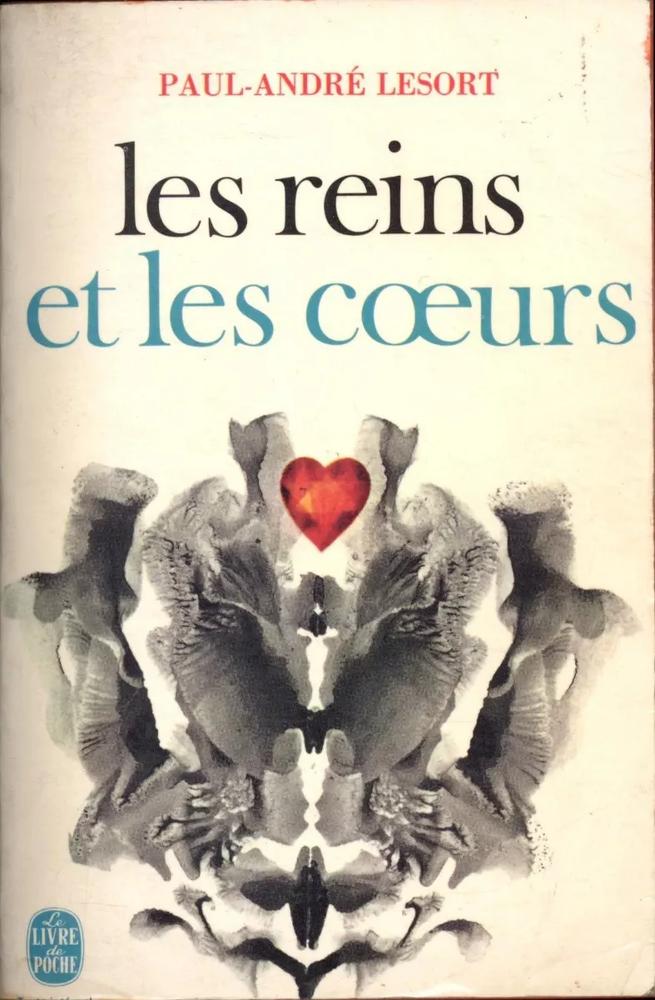 PAUL-ANDRÉ LESORT
les reins
et les cœurs
Le
LIVRE
de
POCHE